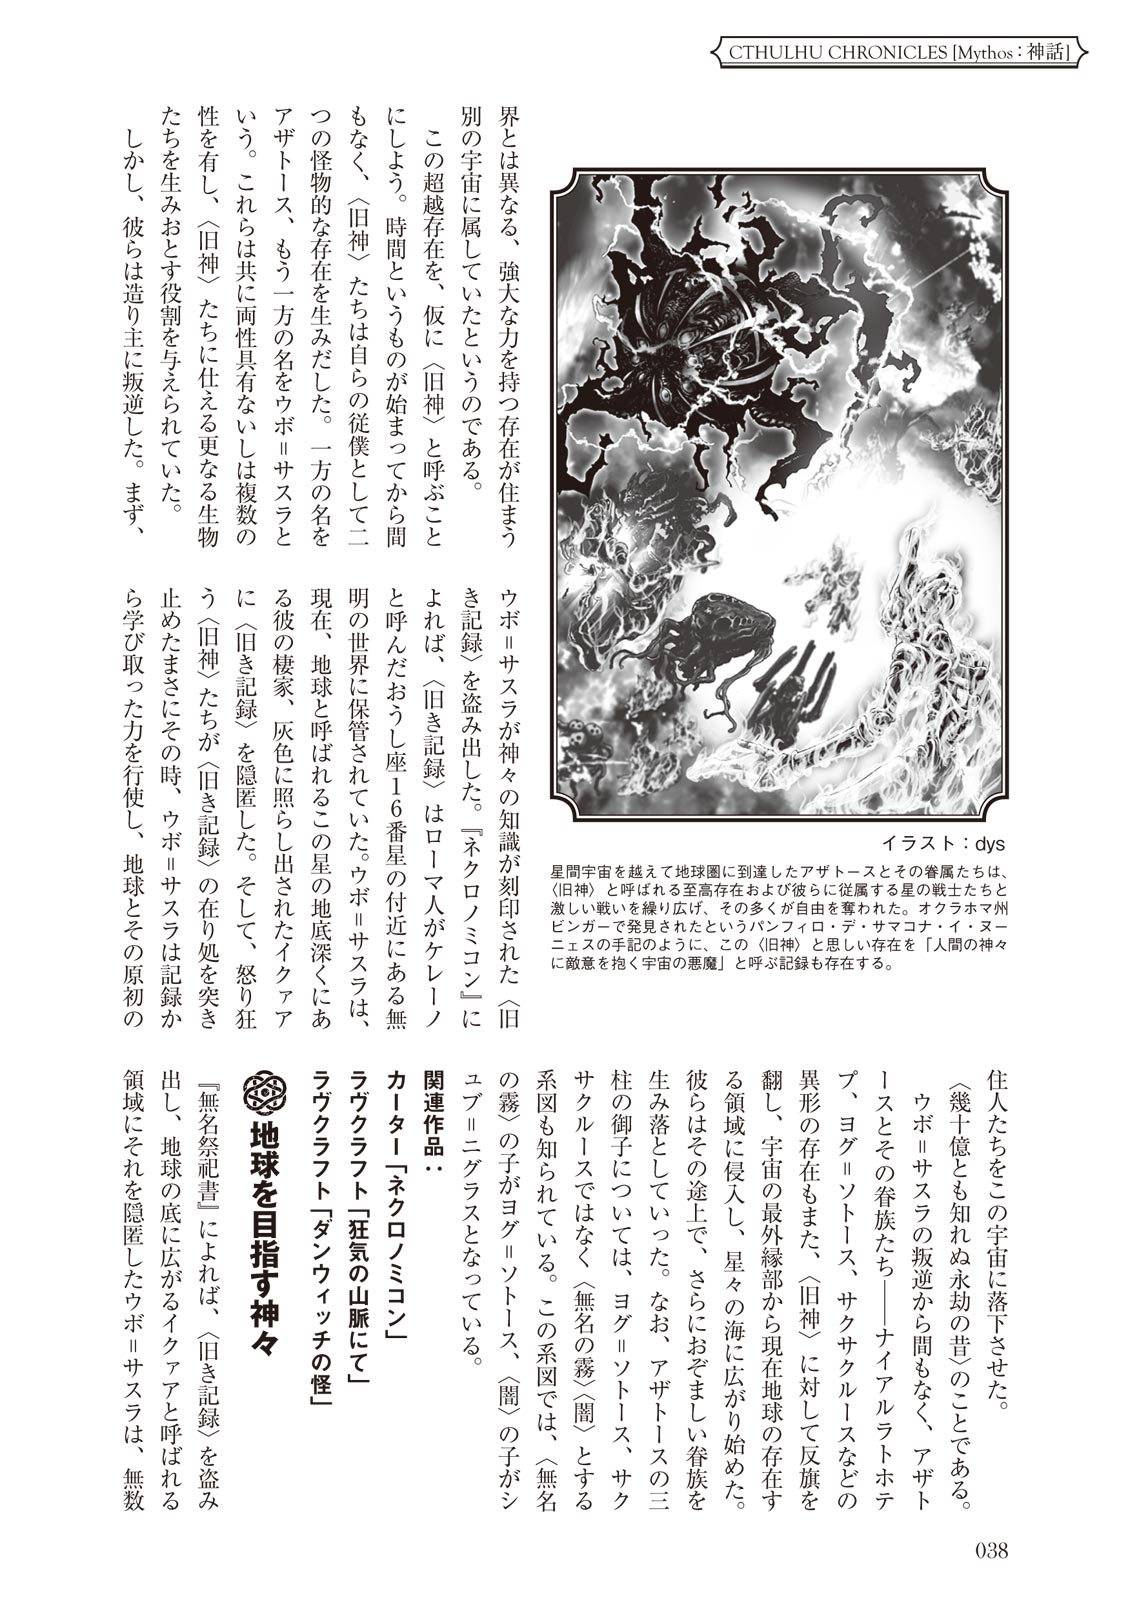 CTHULHU CHRONICLES [Mythos：神話]
界とは異なる、強大な力を持つ存在が住まう
別の宇宙に属していたというのである。
この超越存在を、仮に〈旧神〉と呼ぶこと
にしよう。時間というものが始まってから間
もなく、〈旧神〉たちは自らの従僕として二
つの怪物的な存在を生みだした。一方の名を
アザトース、もう一方の名をウボ＝サスラと
いう。これらは共に両性具有ないしは複数の
性を有し、〈旧神〉たちに仕える更なる生物
たちを生みおとす役割を与えられていた。
しかし、彼らは造り主に叛逆した。まず、
イラスト：dys
星間宇宙を越えて地球圏に到達したアザトースとその眷属たちは、
〈旧神〉と呼ばれる至高存在および彼らに従属する星の戦士たちと
激しい戦いを繰り広げ、その多くが自由を奪われた。オクラホマ州
ビンガーで発見されたというパンフィロ・デ・サマコナ・イ・ヌー
ニェスの手記のように、この〈旧神〉と思しい存在を「人間の神々
に敵意を抱く宇宙の悪魔」と呼ぶ記録も存在する。
ウボ＝サスラが神々の知識が刻印された〈旧
き記録〉を盗み出した。『ネクロノミコン』に
よれば、〈旧き記録〉はローマ人がケレーノ
と呼んだおうし座16番星の付近にある無
明の世界に保管されていた。ウボ＝サスラは、
現在、地球と呼ばれるこの星の地底深くにあ
る彼の棲家、灰色に照らし出されたイクァア
に〈旧き記録〉を隠匿した。そして、怒り狂
う〈旧神〉たちが〈旧き記録〉の在り処を突き
止めたまさにその時、ウボ＝サスラは記録か
ら学び取った力を行使し、地球とその原初の
住人たちをこの宇宙に落下させた。
〈幾十億とも知れぬ永劫の昔〉のことである。
ウボ＝サスラの叛逆から間もなく、アザト
ースとその眷族たち――ナイアルラトホテ
プ、ヨグ＝ソトース、サクサクルースなどの
異形の存在もまた、〈旧神〉に対して反旗を
翻し、宇宙の最外縁部から現在地球の存在す
る領域に侵入し、星々の海に広がり始めた。
彼らはその途上で、さらにおぞましい眷族を
生み落としていった。なお、アザトースの三
柱の御子については、ヨグ＝ソトース、サク
サクルースではなく〈無名の霧〉〈闇〉とする
系図も知られている。この系図では、〈無名
の霧〉の子がヨグ＝ソトース、〈闇〉の子がシ
ュブ＝ニグラスとなっている。
関連作品：
カーター「ネクロノミコン」
ラヴクラフト「狂気の山脈にて」
ラヴクラフト「ダンウィッチの怪」
地球を目指す神々
『無名祭祀書』によれば、〈旧き記録〉を盗み
出し、地球の底に広がるイクァアと呼ばれる
領域にそれを隠匿したウボ＝サスラは、無数
038